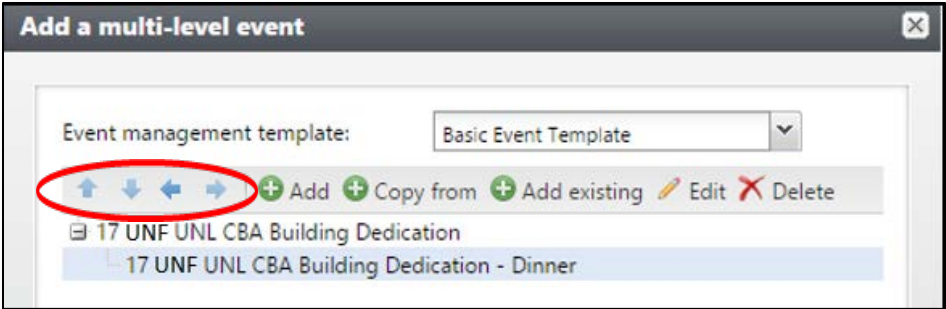 Add a multi-level event
Event management template: Basic Event Template
Add Copy from Add existing Edit Delete
17 UNF UNL CBA Building Dedication
17 UNF UNL CBA Building Dedication - Dinner